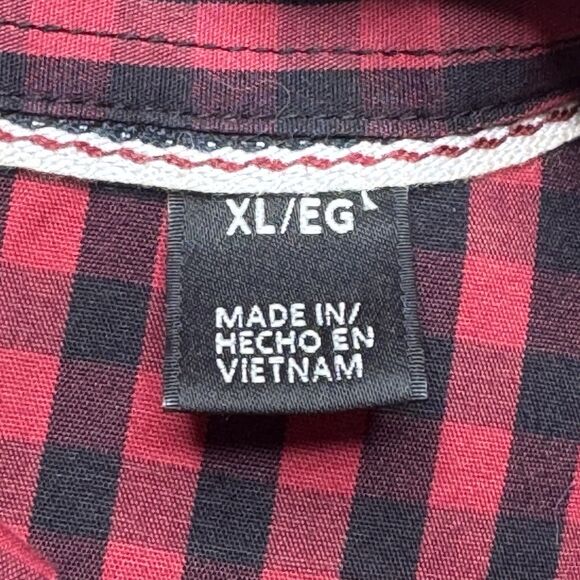 XL/EG
MADE IN/
HECHO EN
VIETNAM